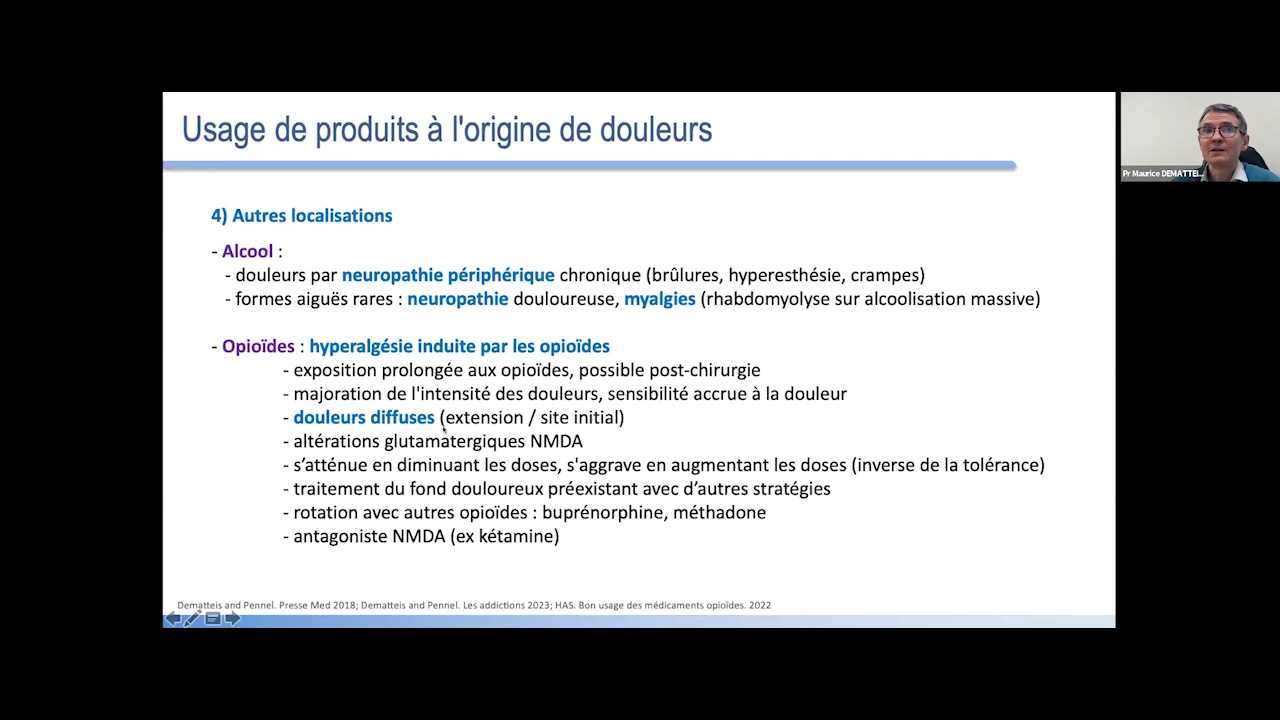 Usage de produits à l'origine de douleurs
4) Autres localisations
- Alcool :
- douleurs par neuropathie périphérique chronique (brûlures, hyperesthésie, crampes)
- formes aiguës rares : neuropathie douloureuse, myalgies (rhabdomyolyse sur alcoolisation massive)
- Opioïdes : hyperalgésie induite par les opioïdes
- exposition prolongée aux opioïdes, possible post-chirurgie
- majoration de l'intensité des douleurs, sensibilité accrue à la douleur
- douleurs diffuses (extension / site initial)
- altérations glutamatergiques NMDA
- s’atténue en diminuant les doses, s'aggrave en augmentant les doses (inverse de la tolérance)
- traitement du fond douloureux préexistant avec d’autres stratégies
- rotation avec autres opioïdes : buprénorphine, méthadone
- antagoniste NMDA (ex kétamine)
Dematteis and Pennel. Presse Med 2018; Dematteis and Pennel. Les addictions 2023; HAS. Bon usage des médicaments opioïdes. 2022
Pr Maurice DEMATTEI...